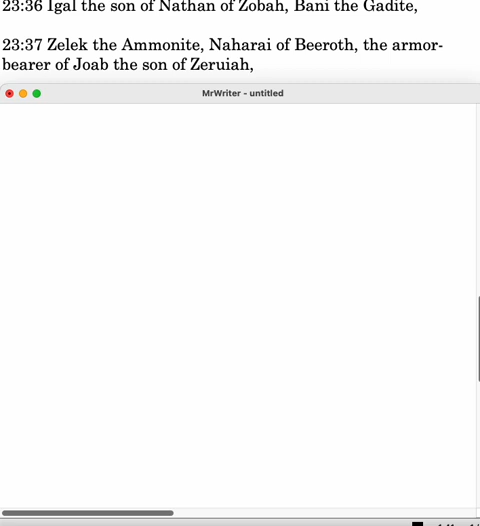 23:36 Igal the son of Nathan of Zobah, Bani the Gadite,
23:37 Zelek the Ammonite, Naharai of Beeroth, the armor-
bearer of Joab the son of Zeruiah,
MrWriter - untitled